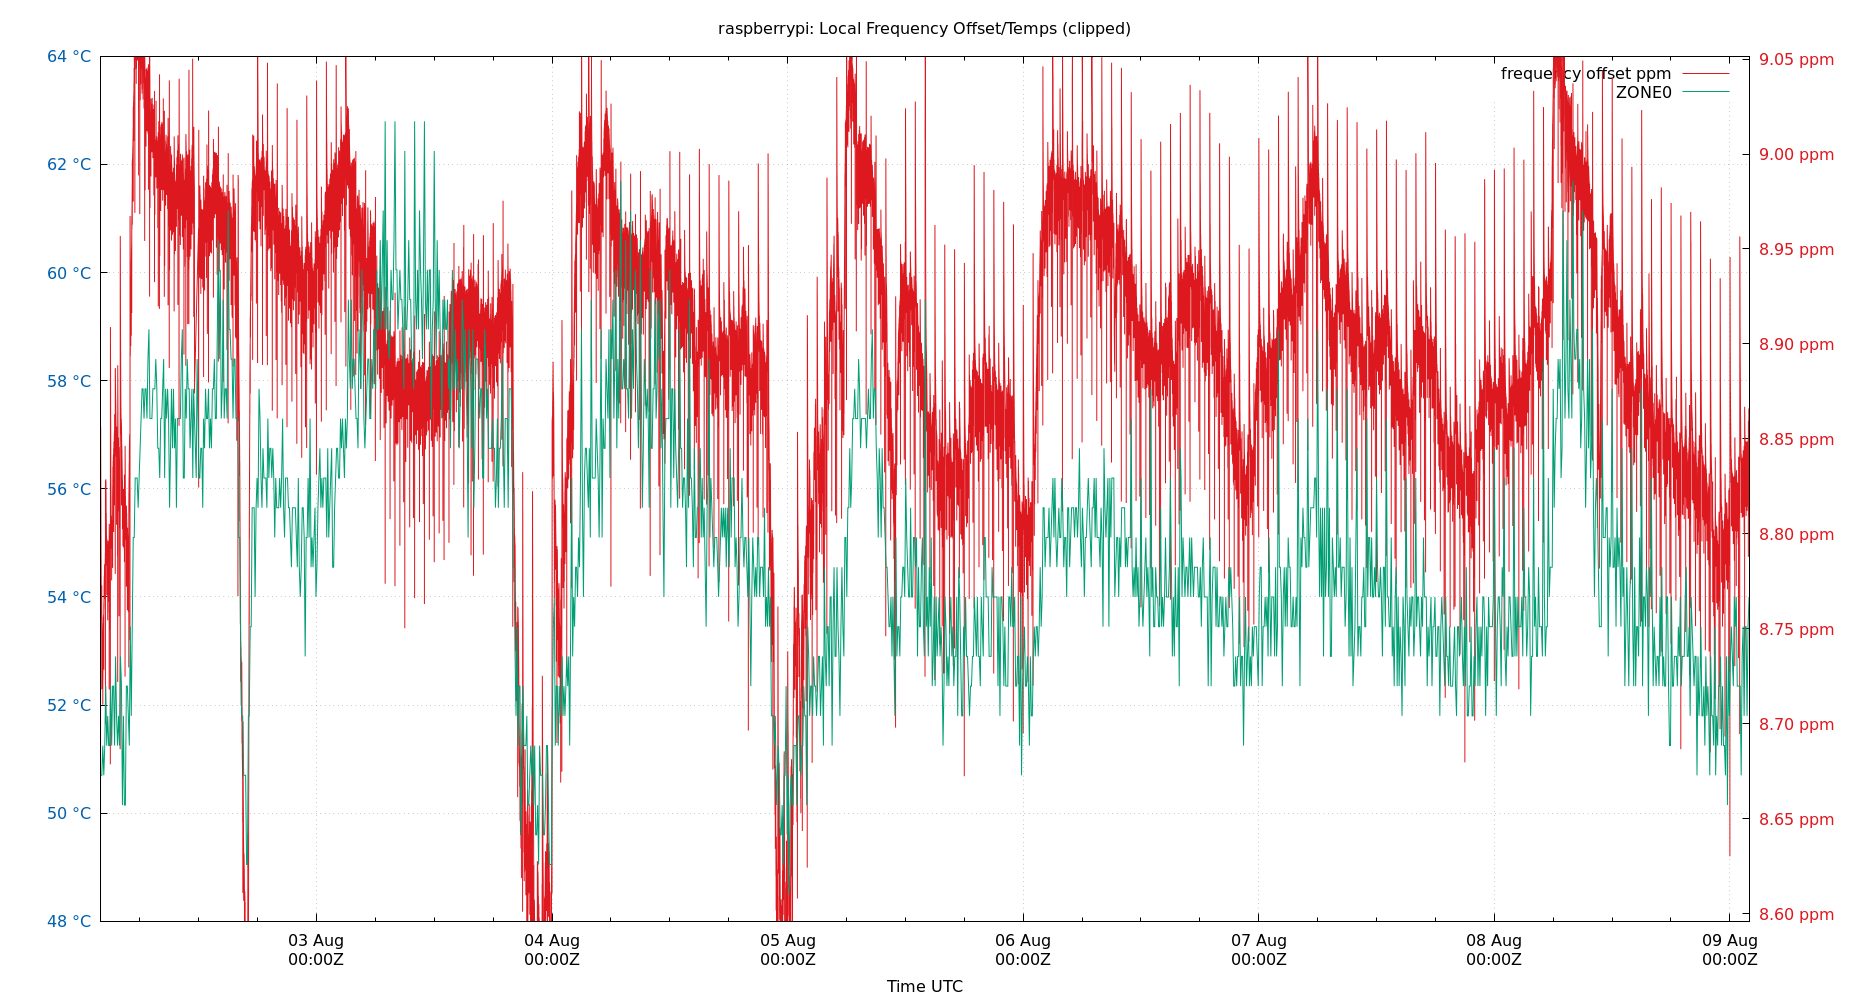 raspberrypi: Local Frequency Offset/Temps (clipped)
64 °C
62 °C
60 °C
58 °C
56 °C
54 °C
52 °C
50 °C
48 °C
frequency offset ppm
ZONE0
9.05 ppm
9.00 ppm
8.95 ppm
8.90 ppm
8.85 ppm
8.80 ppm
8.75 ppm
8.70 ppm
8.65 ppm
8.60 ppm
03 Aug 04 Aug 05 Aug 06 Aug 07 Aug 08 Aug 09 Aug
00:00Z 00:00Z 00:00Z 00:00Z 00:00Z 00:00Z 00:00Z
Time UTC